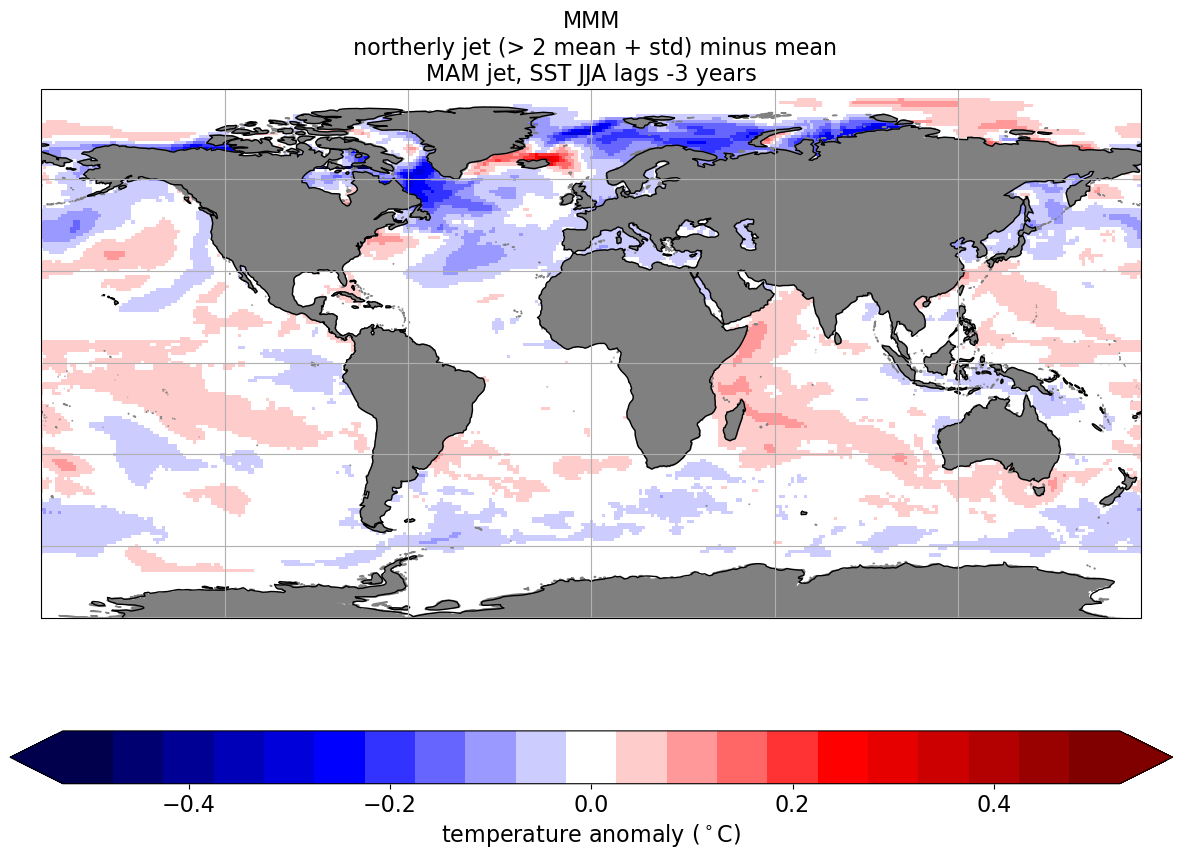 MMM
northerly jet (> 2 mean + std) minus mean
MAM jet, SST JJA lags -3 years
−0.4 −0.2 0.0 0.2 0.4
temperature anomaly (°C)